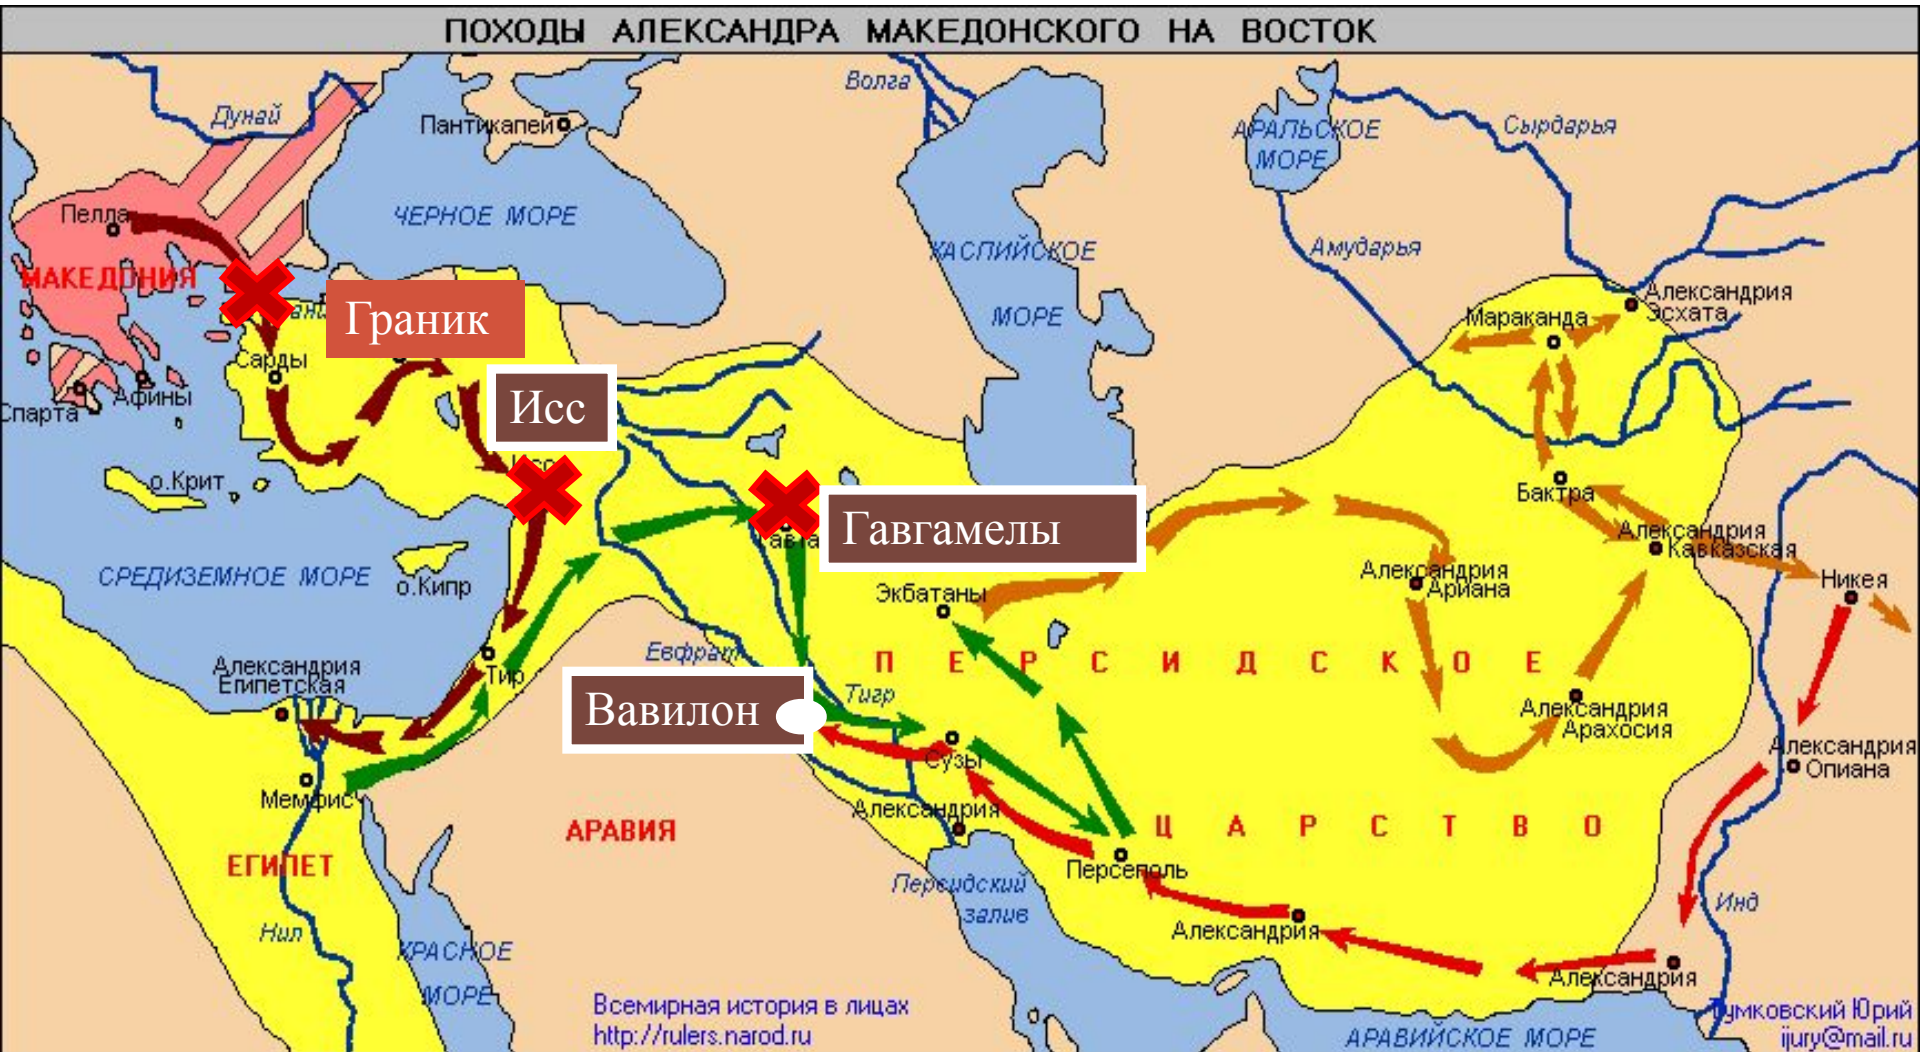 ПОХОДЫ АЛЕКСАНДРА МАКЕДОНСКОГО НА ВОСТОК
Волга
Дунай
Пантикапей
АРАЛЬСКОЕ
МОРЕ
Сырдарья
Пелла
ЧЕРНОЕ МОРЕ
КАСПИЙСКОЕ
МОРЕ
Амударья
МАКЕДОНИЯ
Граник
Александрия
Эсхата
Мараканда
Сарды
Афины
Спарта
Исс
о.Крит
Бактра
Гавгамелы
Александрия
Кавказская
СРЕДИЗЕМНОЕ МОРЕ
о.Кипр
Экбатаны
Александрия
Ариана
Никея
Евфрат
ПЕРСИДСКОЕ
Александрия
Египетская
Тир
Вавилон
Тигр
Александрия
Арахосия
Сузы
Александрия
Опиана
Мемфис
Александрия
АРАВИЯ
ЦАРСТВО
ЕГИПЕТ
Персеполь
Персидский
залив
Инд
Нил
Александрия
КРАСНОЕ
МОРЕ
Александрия
Всемирная история в лицах
http://rulers.narod.ru
АРАВИЙСКОЕ МОРЕ
Юрий
ijury@mail.ru